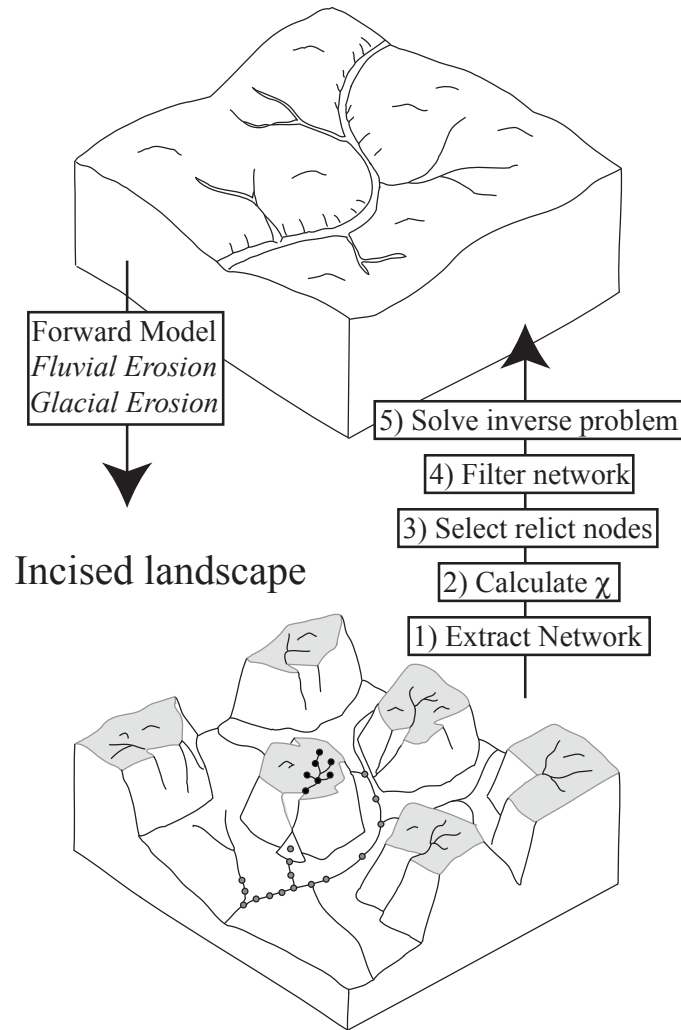 Forward Model
Fluvial Erosion
Glacial Erosion
5) Solve inverse problem
4) Filter network
3) Select relict nodes
Incised landscape
2) Calculate χ
1) Extract Network